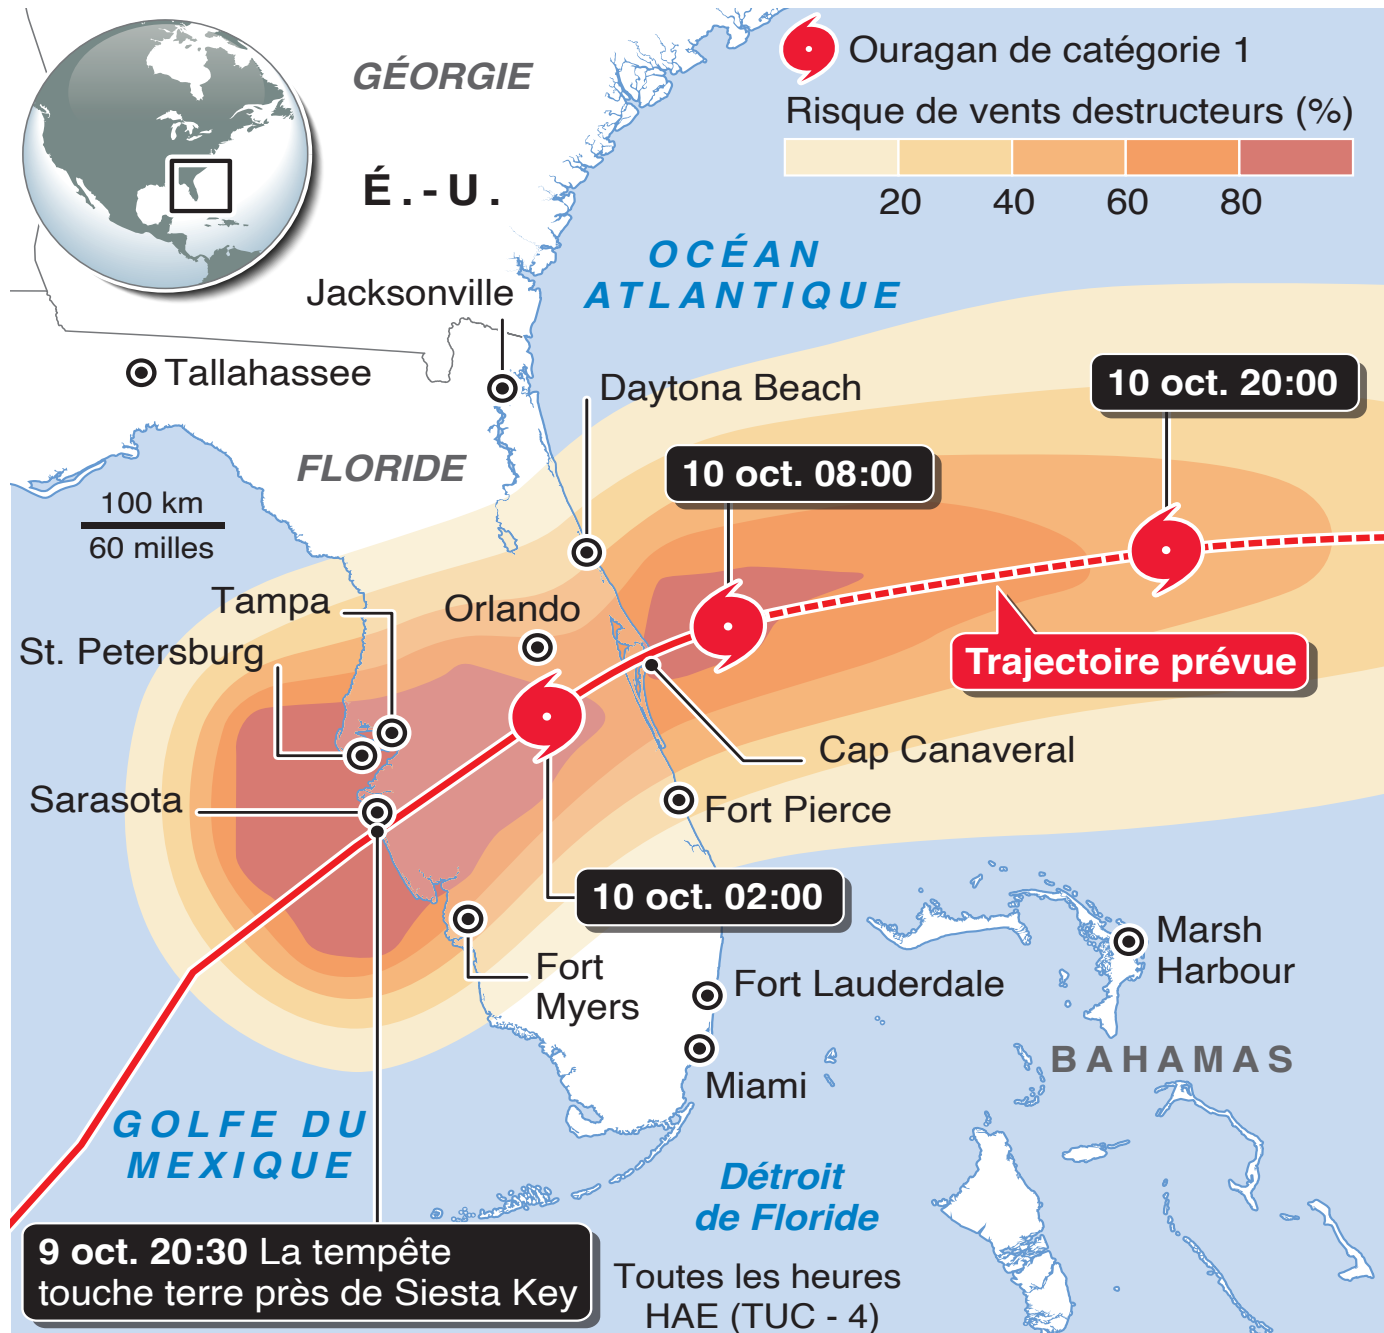 GÉORGIE
É.-U.
Ouragan de catégorie 1
Risque de vents destructeurs (%)
20 40 60 80
OCÉAN
ATLANTIQUE
Jacksonville
Tallahassee
Daytona Beach
10 oct. 20:00
FLORIDE
10 oct. 08:00
100 km
60 milles
Tampa
Orlando
St. Petersburg
Trajectoire prévue
Sarasota
Cap Canaveral
Fort Pierce
10 oct. 02:00
Fort
Myers
Marsh
Harbour
Fort Lauderdale
Miami
BAHAMAS
GOLFE DU
MEXIQUE
Détroit
de Floride
9 oct. 20:30 La tempête
touche terre près de Siesta Key
Toutes les heures
HAE (TUC - 4)